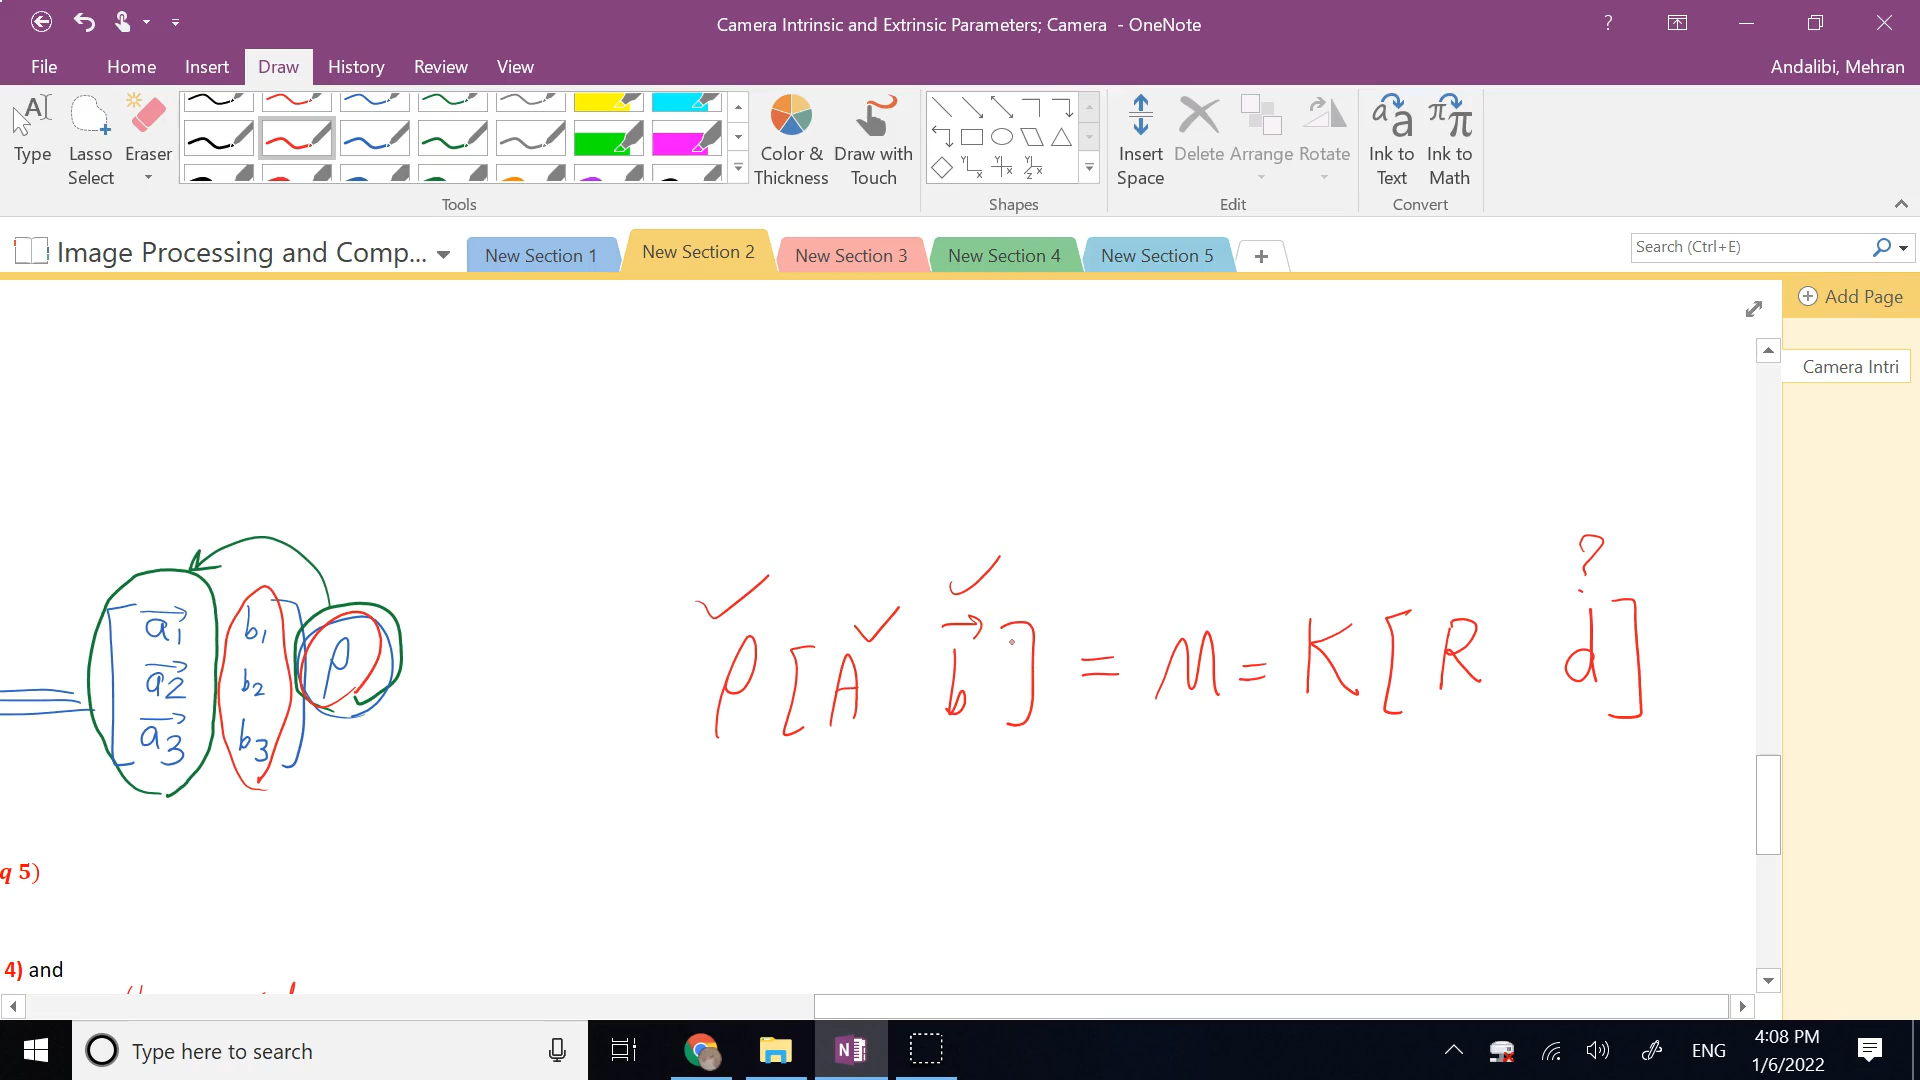 Camera Intrinsic and Extrinsic Parameters; Camera - OneNote
?
File Home Insert Draw History Review View
Andalibi, Mehran
Type
Lasso Select
Eraser
Color & Thickness
Draw with Touch
Insert Space
Delete Arrange Rotate
Ink to Text
Ink to Math
Tools
Shapes
Edit
Convert
Image Processing and Comp...
New Section 1
New Section 2
New Section 3
New Section 4
New Section 5
Search (Ctrl+E)
Add Page
Camera Intri
a1 b1
a2 b2 ρ
a3 b3
?
ρ [A b] = M = K [R d]
q 5)
4) and
Type here to search
ENG
4:08 PM
1/6/2022